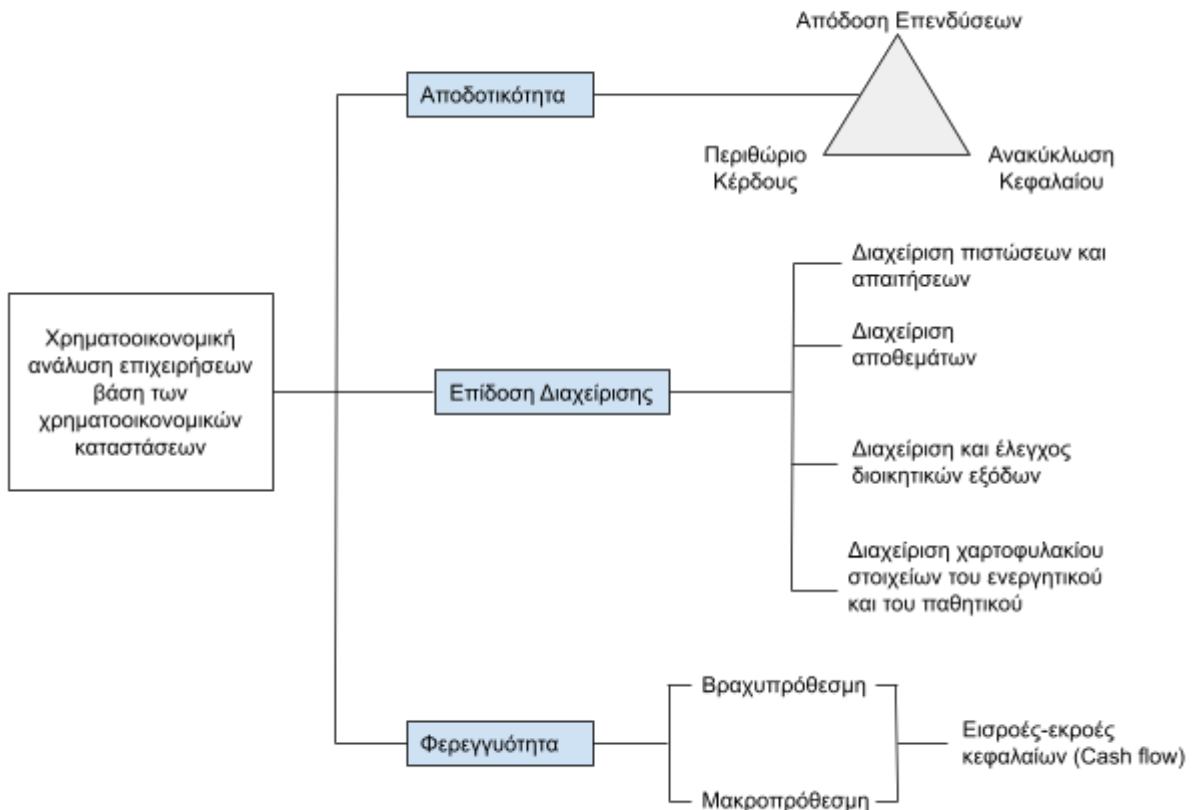 Απόδοση Επενδύσεων
Αποδοτικότητα
Περιθώριο
Κέρδους
Ανακύκλωση
Κεφαλαίου
Διαχείριση πιστώσεων και
απαιτήσεων
Χρηματοοικονομική
ανάλυση επιχειρήσεων
βάση των
χρηματοοικονομικών
καταστάσεων
Διαχείριση
αποθεμάτων
Επίδοση Διαχείρισης
Διαχείριση και έλεγχος
διοικητικών εξόδων
Διαχείριση χαρτοφυλακίου
στοιχείων του ενεργητικού
και του παθητικού
Βραχυπρόθεσμη
Φερεγγυότητα
Εισροές-εκροές
κεφαλαίων (Cash flow)
Μακροπρόθεσμη